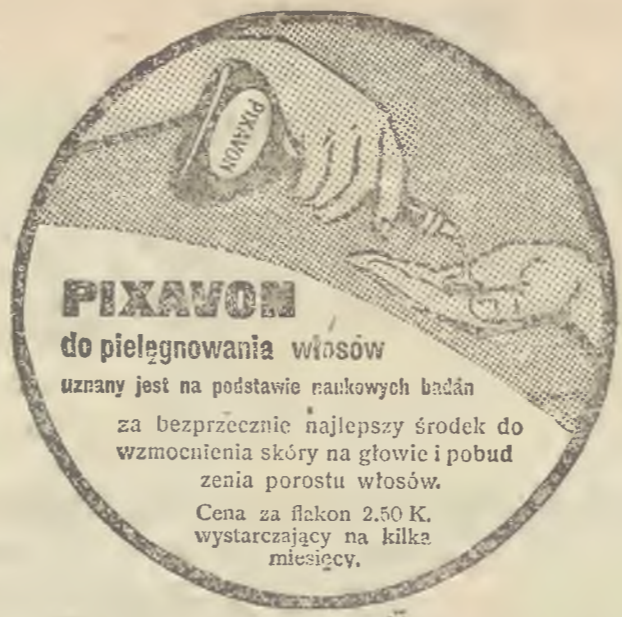 PIXAVON
PIXAVON
do pielęgnowania włosów
uznany jest na podstawie naukowych badán
za bezprzecznie najlepszy środek do
wzmocnienia skóry na głowie i pobud
zenia porostu włosów.
Cena za flakon 2.50 K.
wystarczający na kilka
miesięcy.